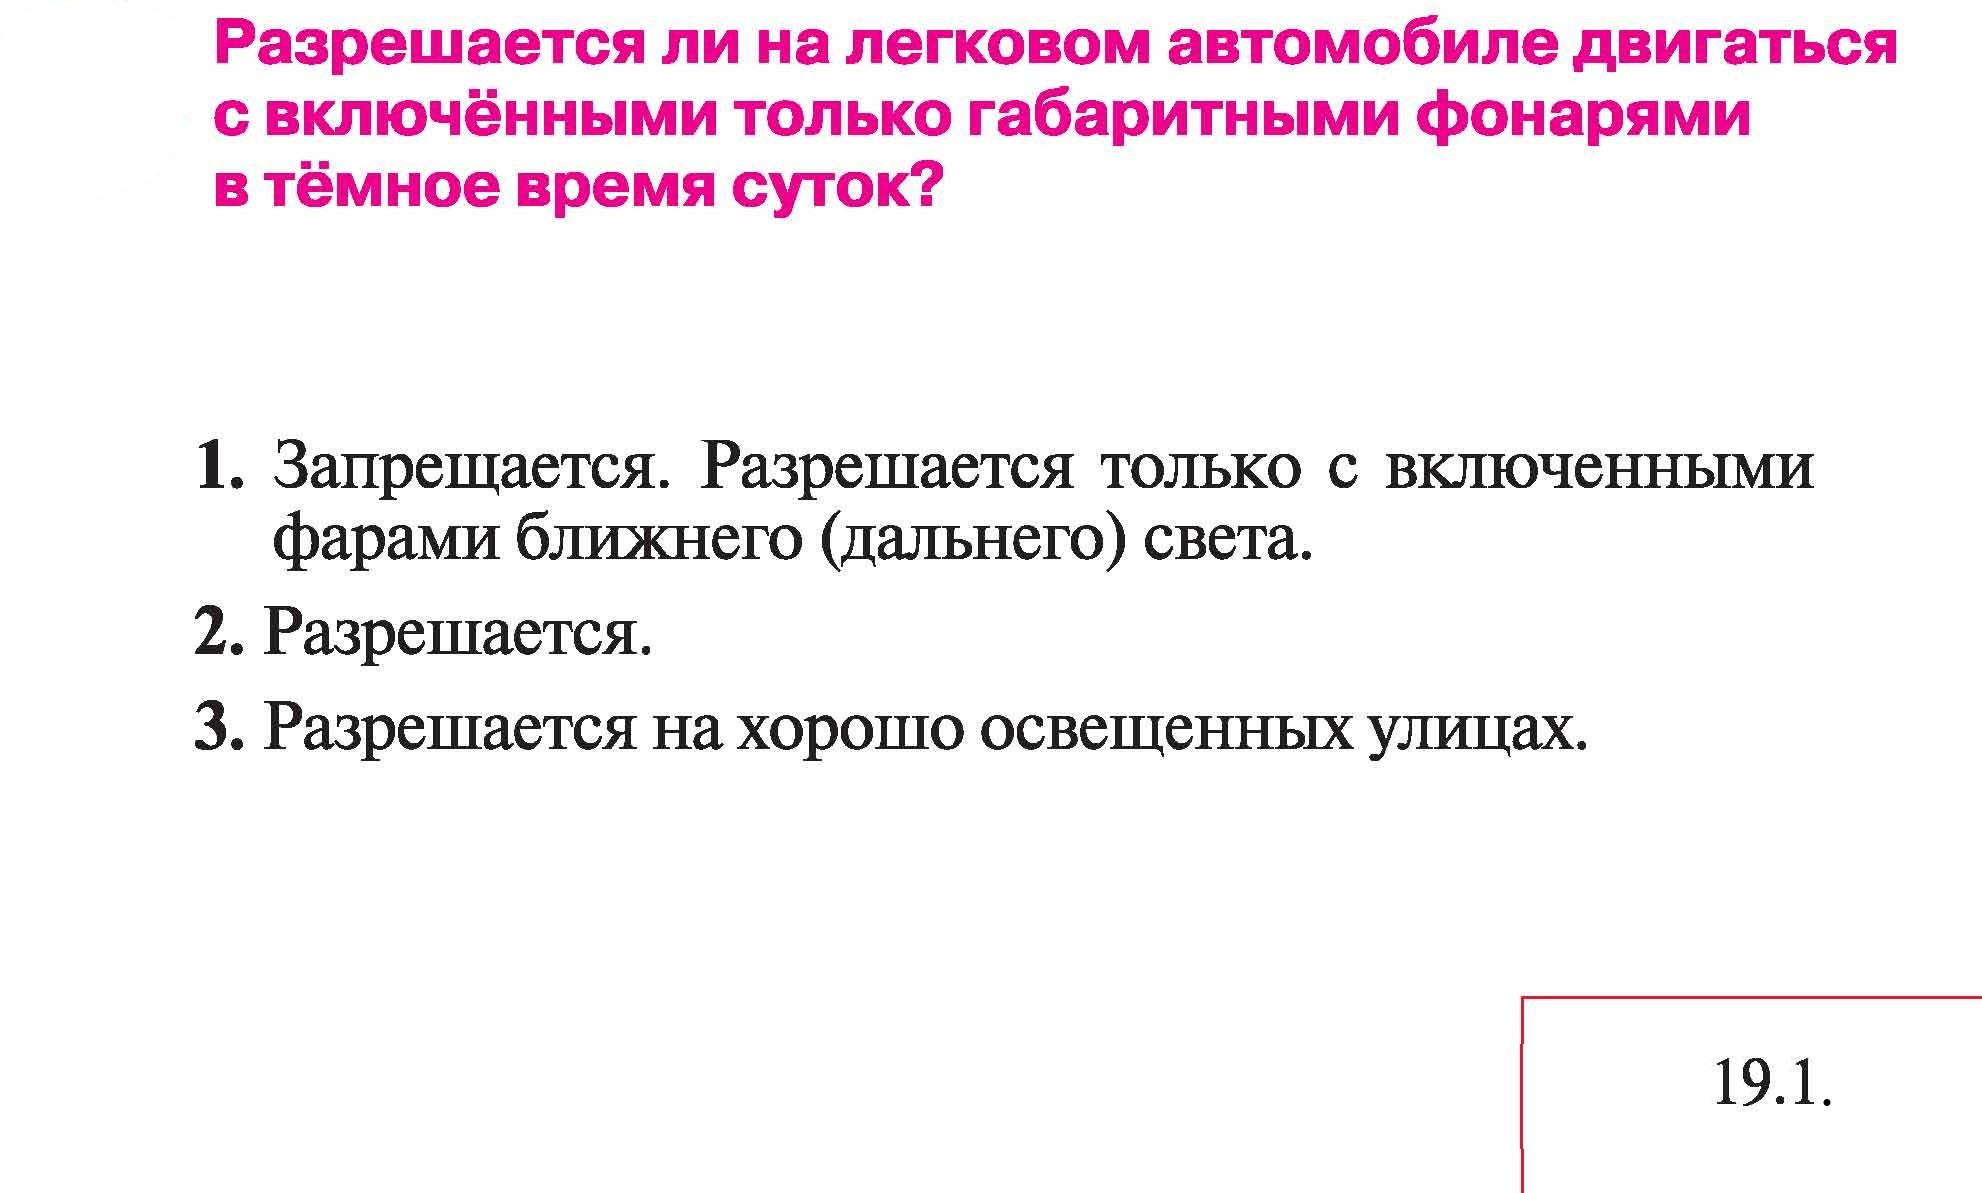 Разрешается ли на легковом автомобиле двигаться
с включёнными только габаритными фонарями
в тёмное время суток?
1. Запрещается. Разрешается только с включенными
фарами ближнего (дальнего) света.
2. Разрешается.
3. Разрешается на хорошо освещенных улицах.
19.1.